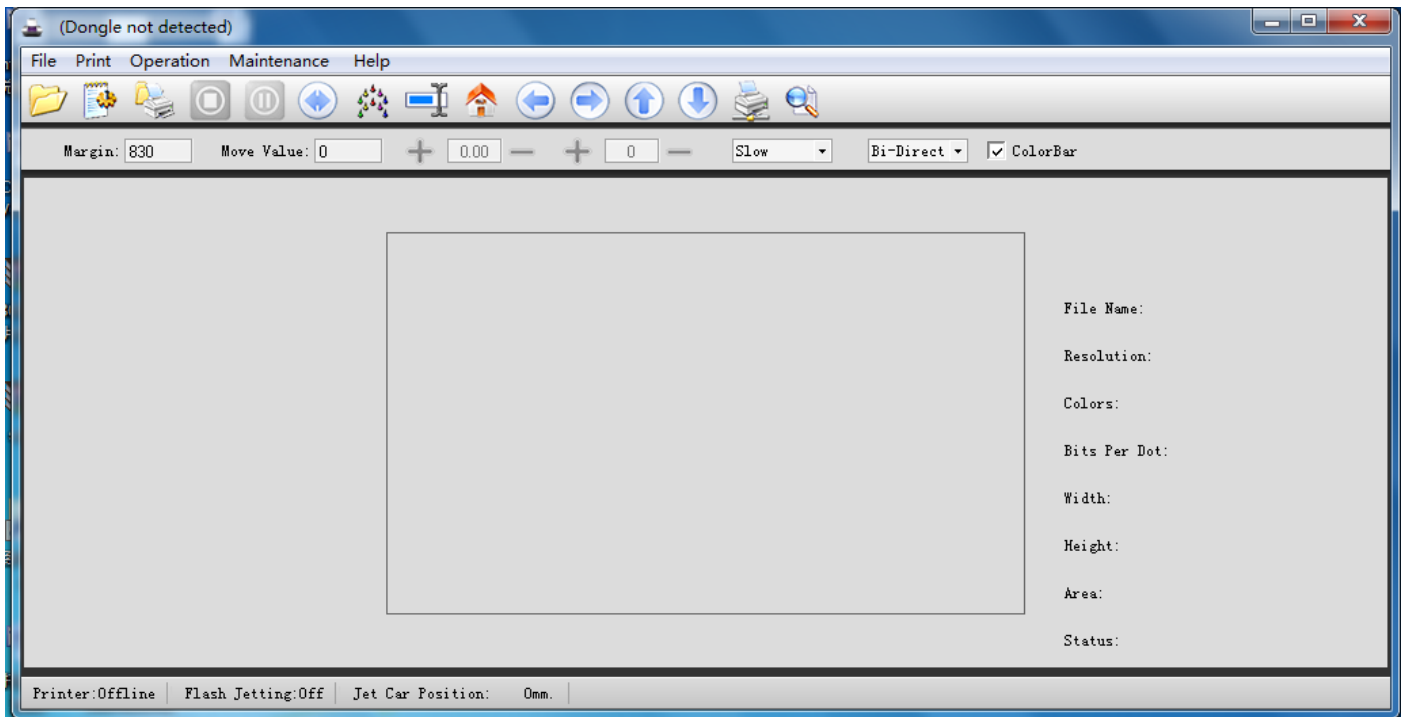 (Dongle not detected)
File Print Operation Maintenance Help
Margin: 830 Move Value: 0 0.00 0 Slow Bi-Direct ColorBar
File Name:
Resolution:
Colors:
Bits Per Dot:
Width:
Height:
Area:
Status:
Printer:Offline Flash Jetting:Off Jet Car Position: 0mm.